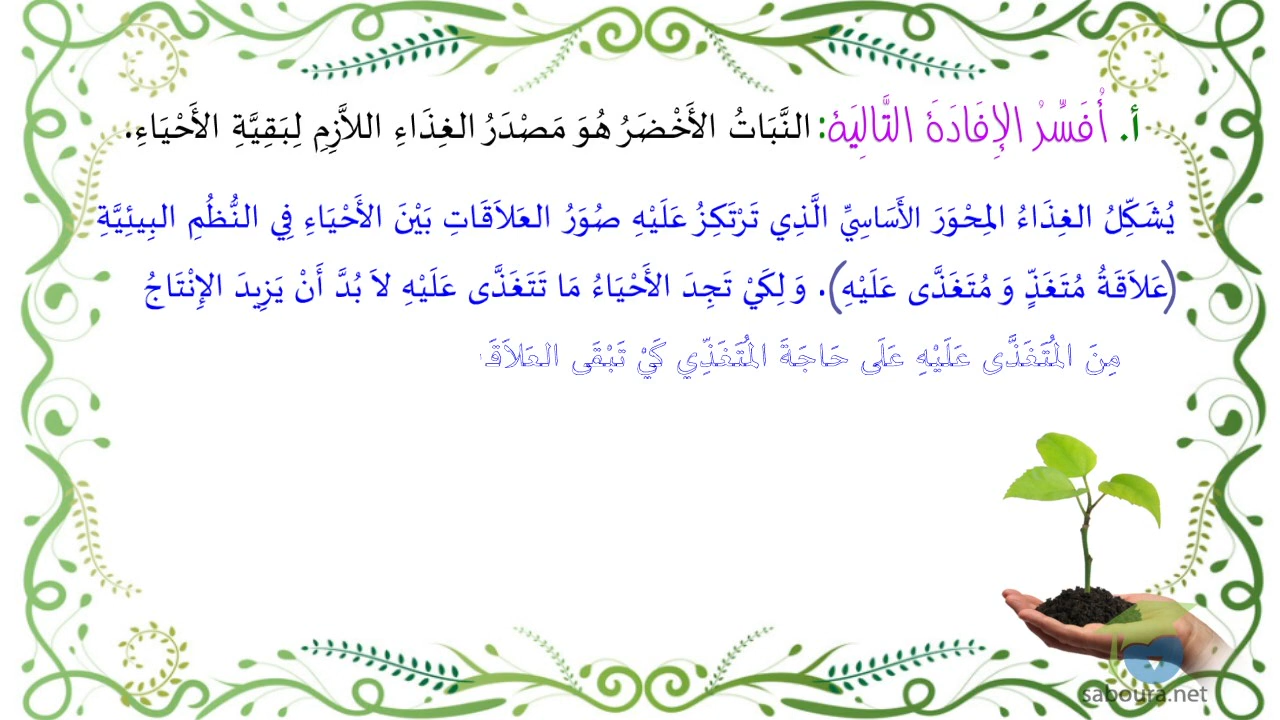 أ. أُفَسِّرُ الإِفَادَةَ التَّالِيَةَ: النَّبَاتُ الأَخْضَرُ هُوَ مَصْدَرُ الغِذَاءِ اللاَّزِمِ لِبَقِيَّةِ الأَحْيَاءِ.
يُشَكِّلُ الغِذَاءُ المِحْوَرَ الأَسَاسِيِّ الَّذِي تَرْتَكِزُ عَلَيْهِ صُوَرُ العَلاَقَاتِ بَيْنَ الأَحْيَاءِ فِي النُّظُمِ البِيئِيَّةِ
(عَلاَقَةُ مُتَغَذٍّ وَ مُتَغَذَّى عَلَيْهِ). وَ لِكَيْ تَجِدَ الأَحْيَاءُ مَا تَتَغَذَّى عَلَيْهِ لاَ بُدَّ أَنْ يَزِيدَ الإِنْتَاجُ
مِنَ المُتَغَذَّى عَلَيْهِ عَلَى حَاجَةَ المُتَغَذِّي كَيْ تَبْقَى
saboura.net